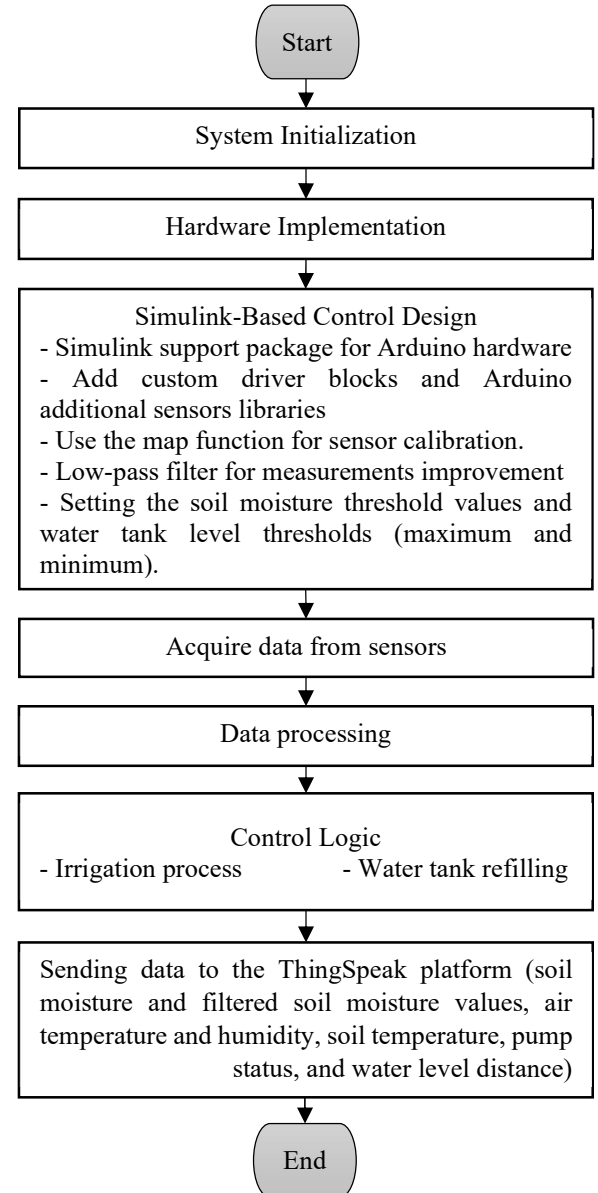 Start
System Initialization
Hardware Implementation
Simulink-Based Control Design
- Simulink support package for Arduino hardware
- Add custom driver blocks and Arduino
additional sensors libraries
- Use the map function for sensor calibration.
- Low-pass filter for measurements improvement
- Setting the soil moisture threshold values and
water tank level thresholds (maximum and
minimum).
Acquire data from sensors
Data processing
Control Logic
- Irrigation process - Water tank refilling
Sending data to the ThingSpeak platform (soil
moisture and filtered soil moisture values, air
temperature and humidity, soil temperature, pump
status, and water level distance)
End